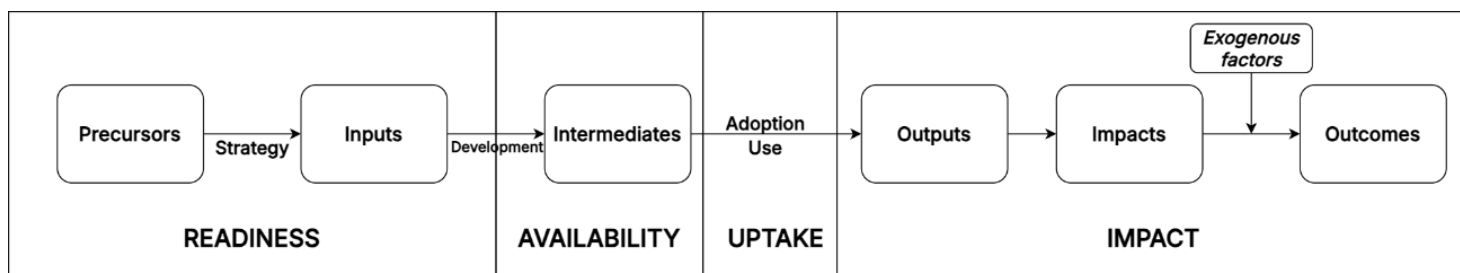 Exogenous
factors
Precursors
Strategy
Inputs
Development
Intermediates
Adoption
Use
Outputs
Impacts
Outcomes
READINESS
AVAILABILITY
UPTAKE
IMPACT